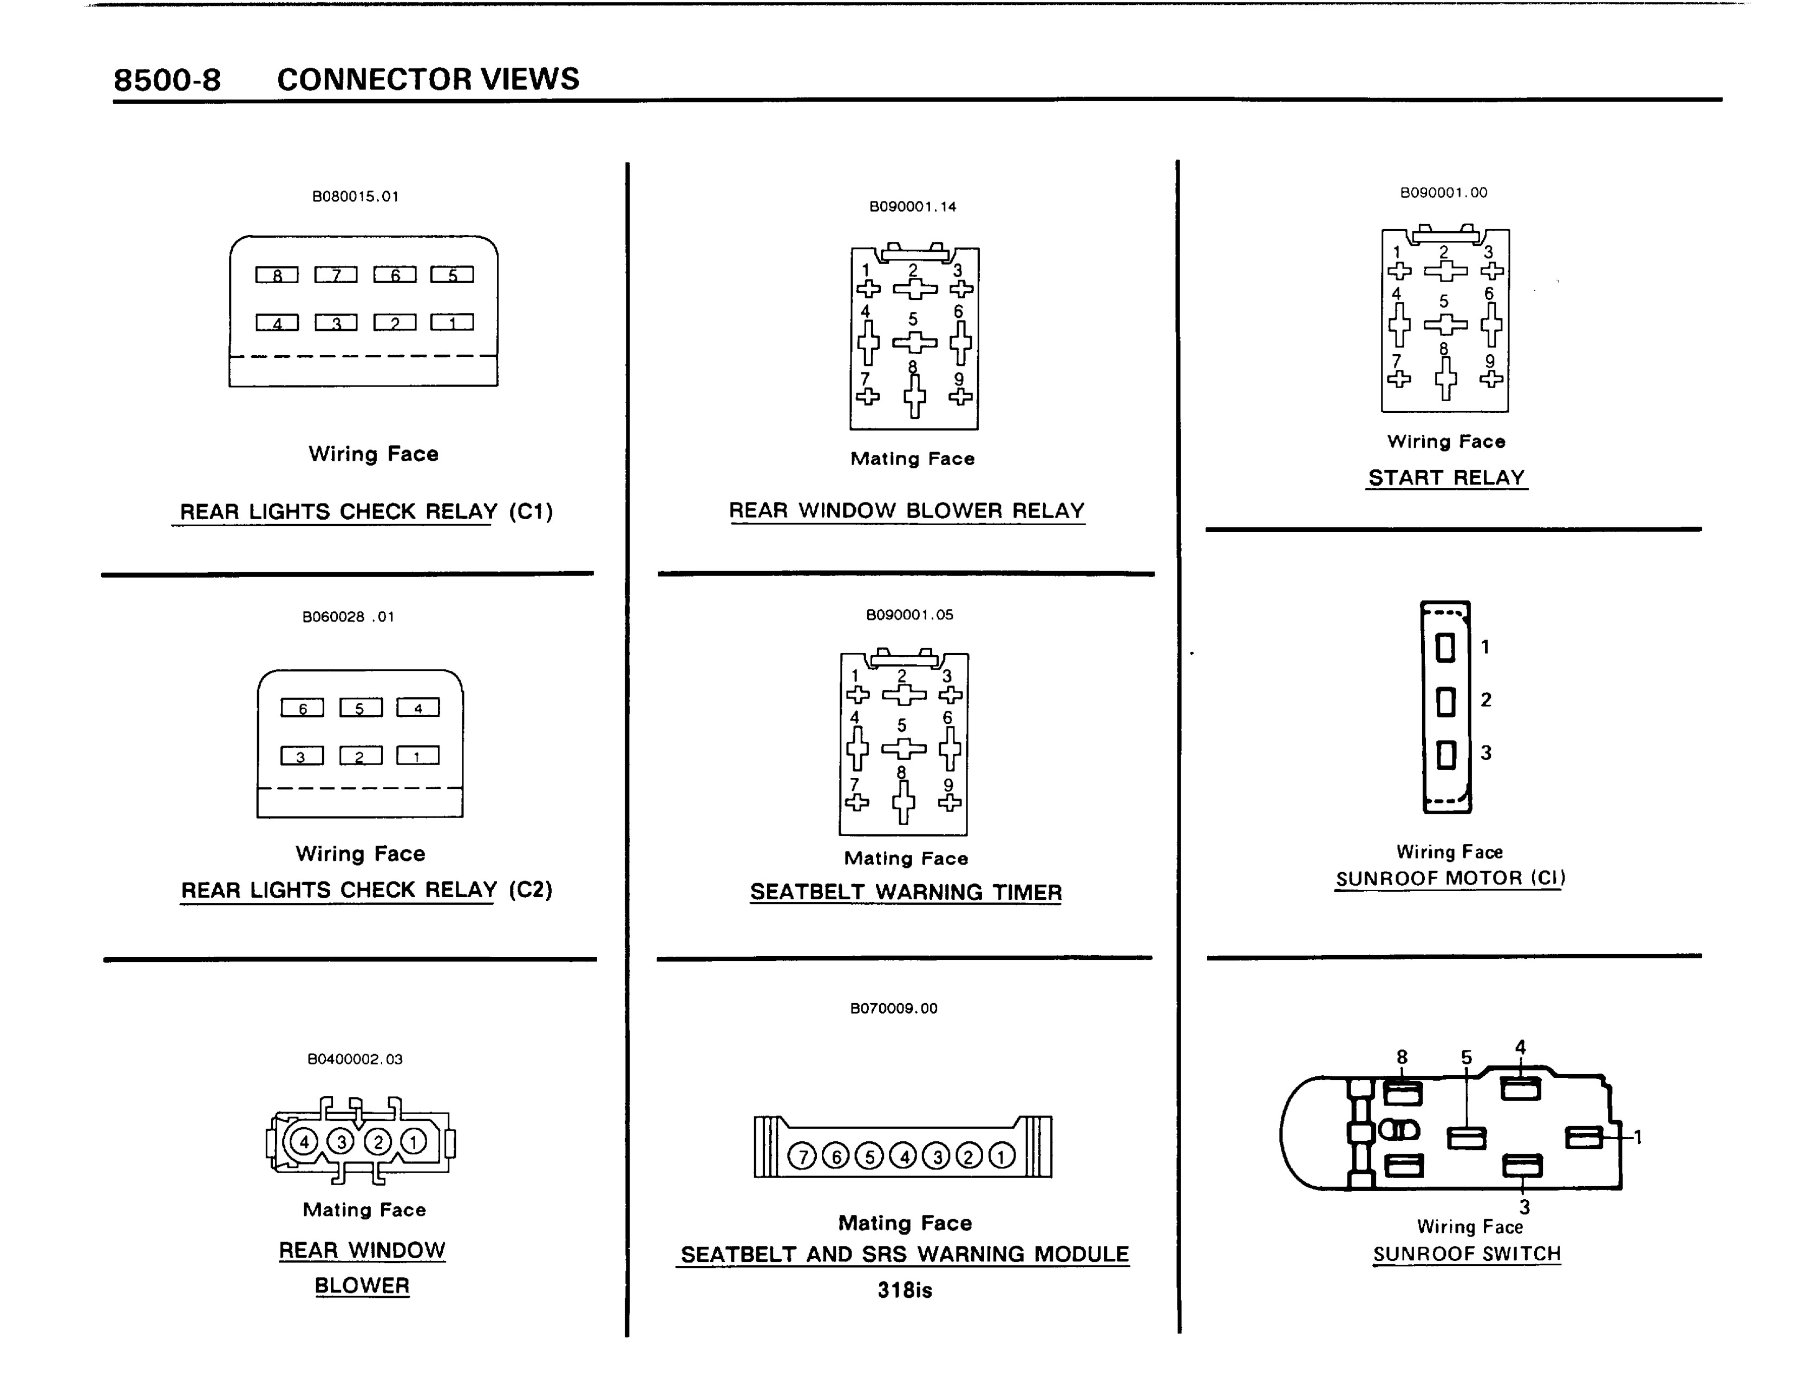 8500-8 CONNECTOR VIEWS
B080015.01
8 7 6 5
4 3 2 1
Wiring Face
REAR LIGHTS CHECK RELAY (C1)
B060028 .01
6 5 4
3 2 1
Wiring Face
REAR LIGHTS CHECK RELAY (C2)
B0400002.03
4 3 2 1
Mating Face
REAR WINDOW
BLOWER
B090001.14
1 2 3
4 5 6
7 8 9
Mating Face
REAR WINDOW BLOWER RELAY
B090001.05
1 2 3
4 5 6
7 8 9
Mating Face
SEATBELT WARNING TIMER
B070009.00
7 6 5 4 3 2 1
Mating Face
SEATBELT AND SRS WARNING MODULE
318is
B090001.00
1 2 3
4 5 6
7 8 9
Wiring Face
START RELAY
1
2
3
Wiring Face
SUNROOF MOTOR (CI)
8 5 4
1
3
Wiring Face
SUNROOF SWITCH